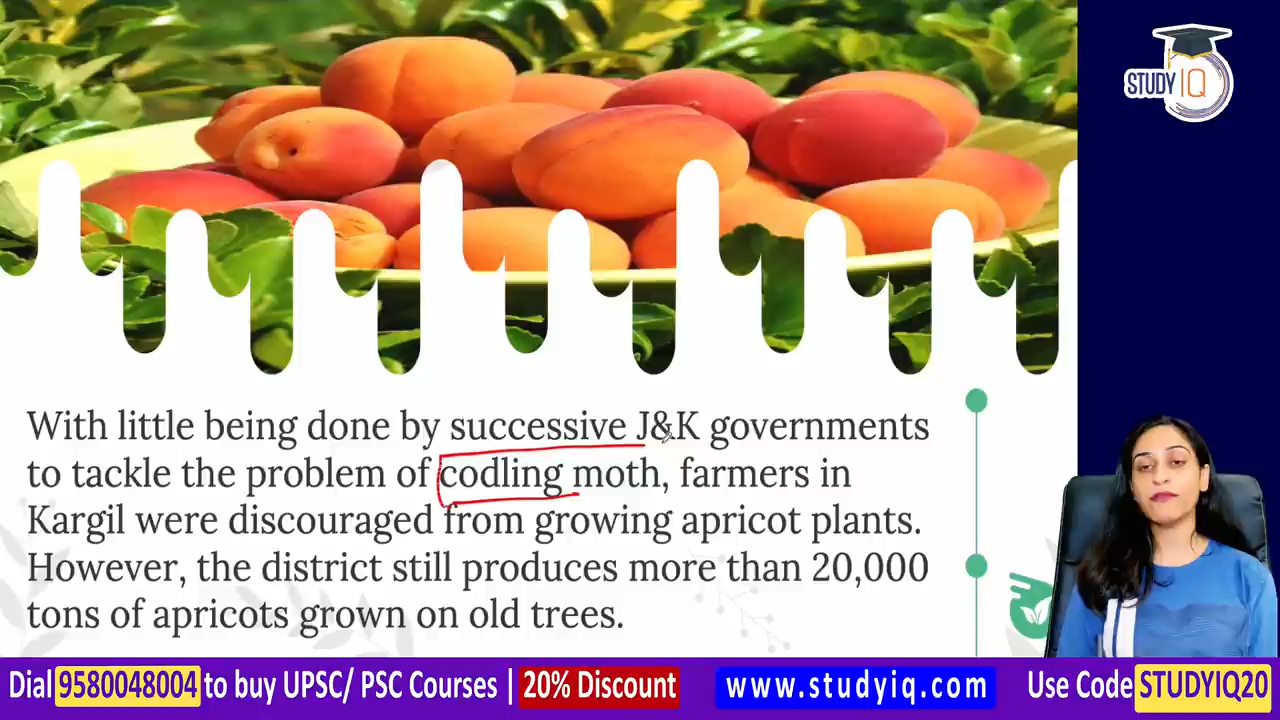 STUDY IQ
With little being done by successive J&K governments
to tackle the problem of codling moth, farmers in
Kargil were discouraged from growing apricot plants.
However, the district still produces more than 20,000
tons of apricots grown on old trees.
Dial 9580048004 to buy UPSC/ PSC Courses | 20% Discount www.studyiq.com Use Code STUDYIQ20